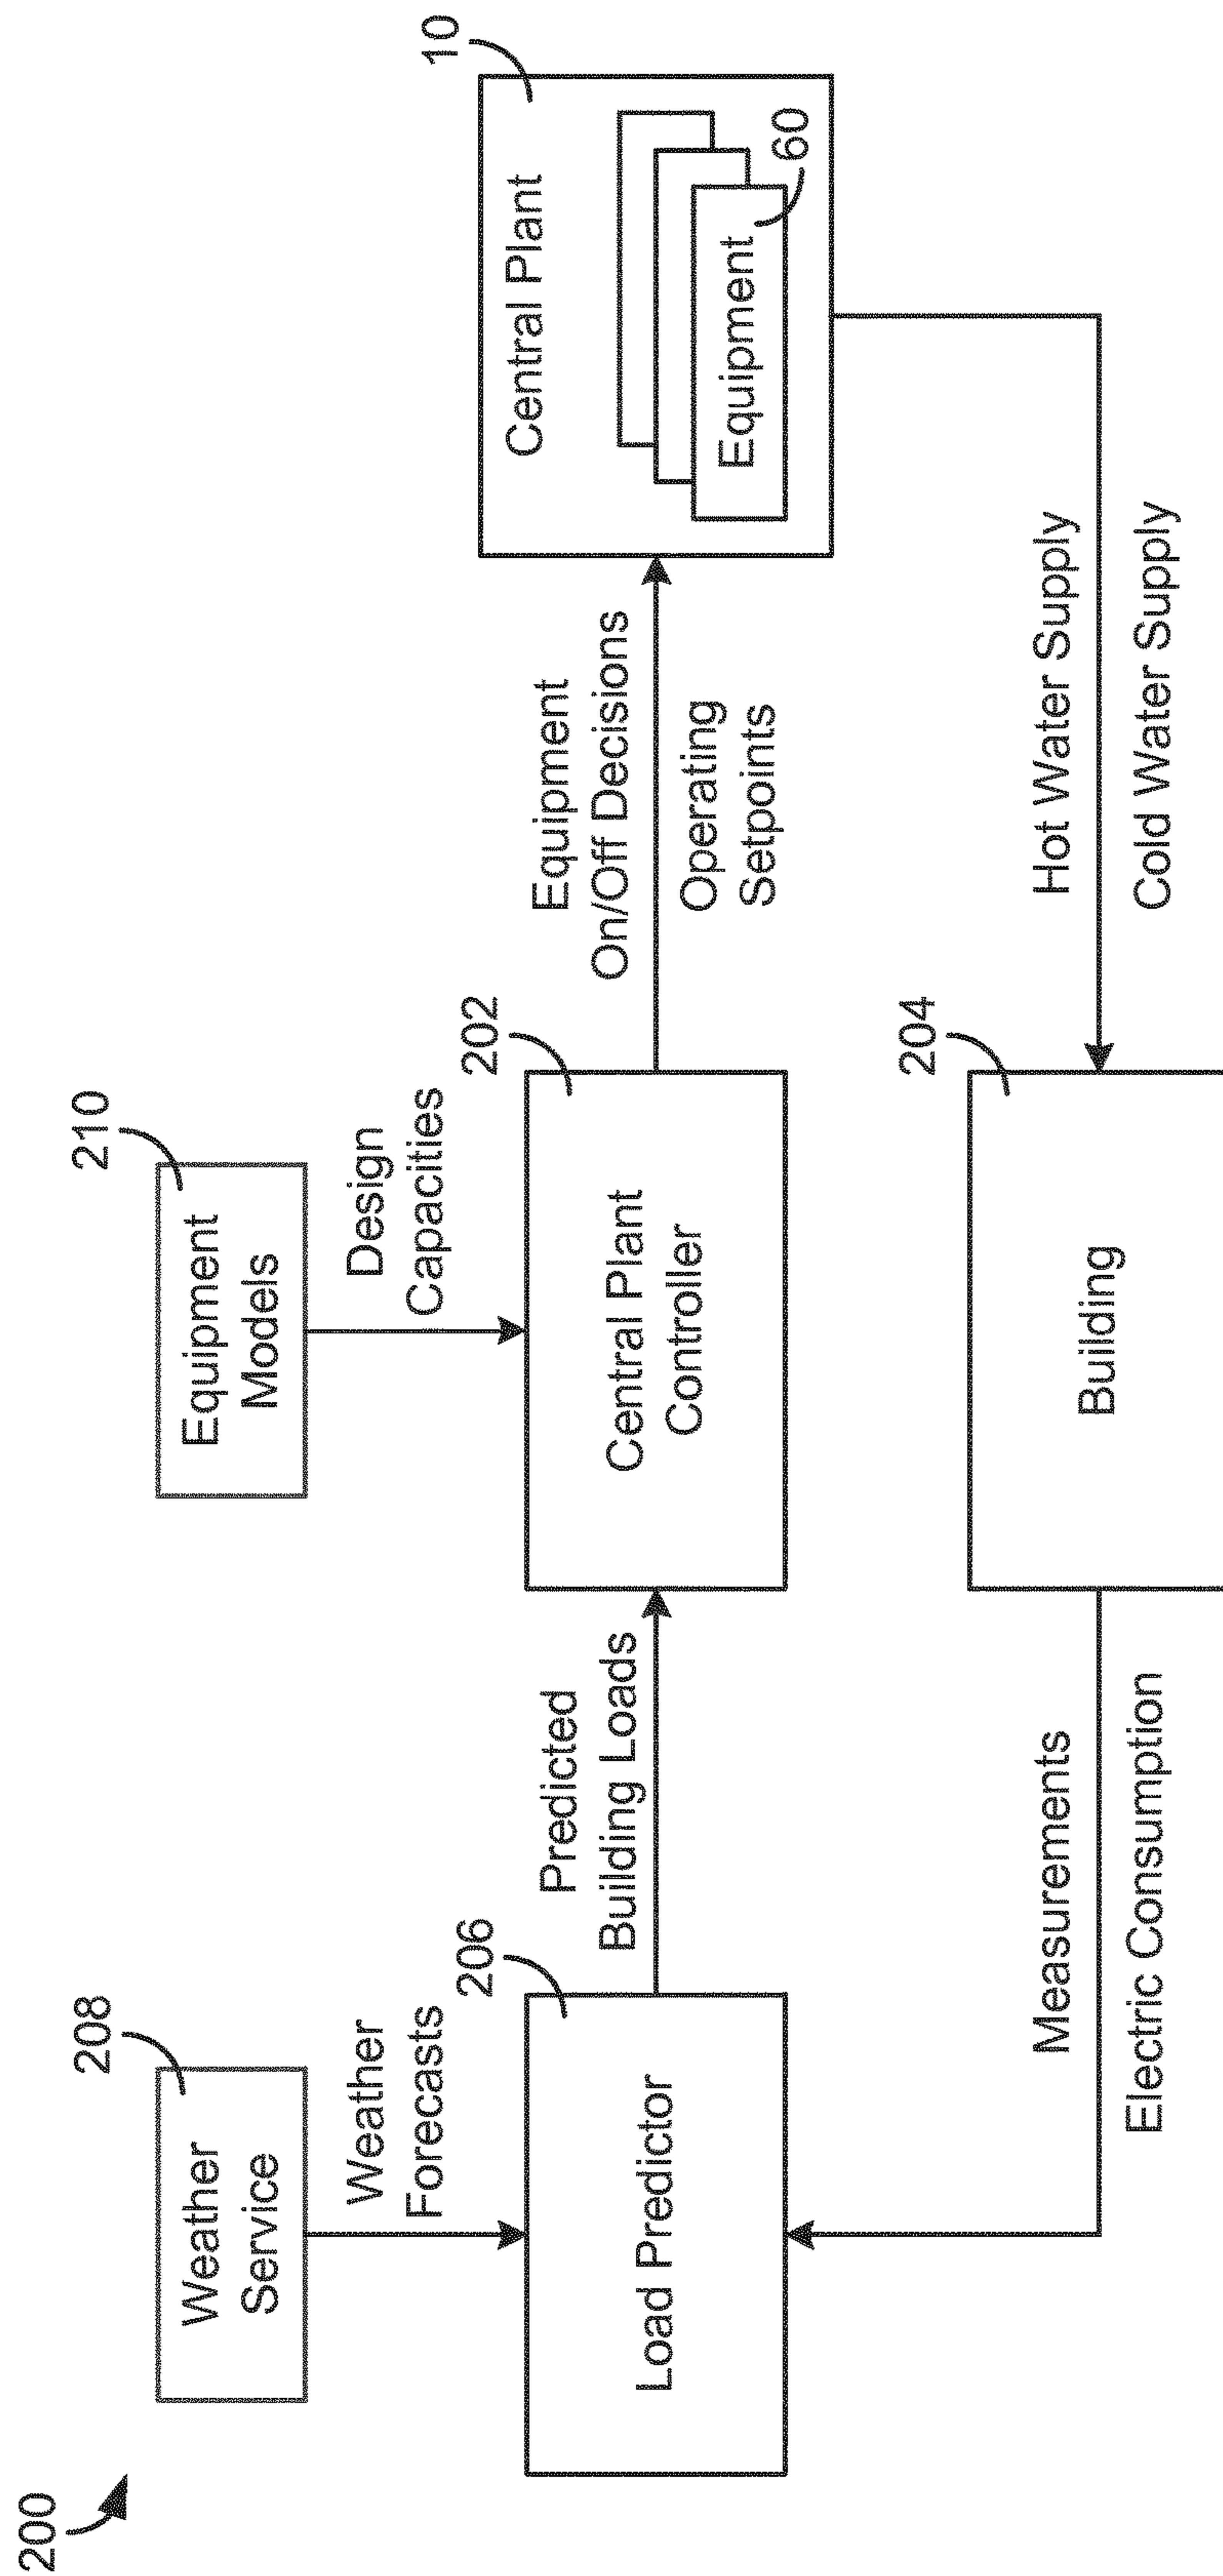 200
208
Weather
Service
Weather
Forecasts
210
Equipment
Models
Design
Capacities
206
Load Predictor
Predicted
Building Loads
202
Central Plant
Controller
Equipment
On/Off Decisions
Operating
Setpoints
10
Central Plant
Equipment
60
Measurements
Electric Consumption
204
Building
Hot Water Supply
Cold Water Supply